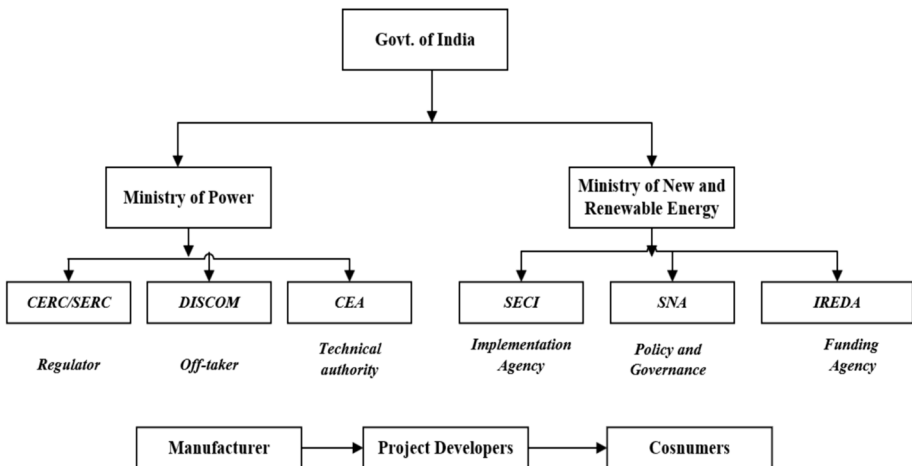 Govt. of India
Ministry of Power
Ministry of New and
Renewable Energy
CERC/SERC
DISCOM
CEA
SECI
SNA
IREDA
Regulator
Off-taker
Technical
authority
Implementation
Agency
Policy and
Governance
Funding
Agency
Manufacturer
Project Developers
Cosnumers